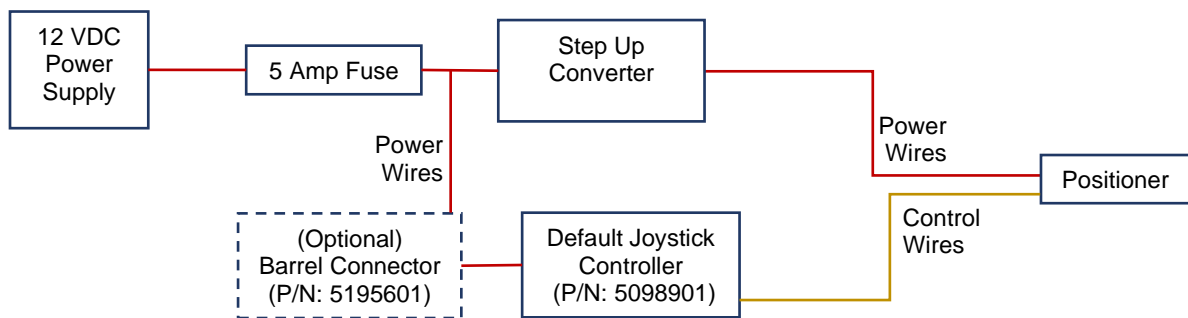 12 VDC
Power
Supply
5 Amp Fuse
Step Up
Converter
Power
Wires
Power
Wires
Positioner
(Optional)
Barrel Connector
(P/N: 5195601)
Default Joystick
Controller
(P/N: 5098901)
Control
Wires